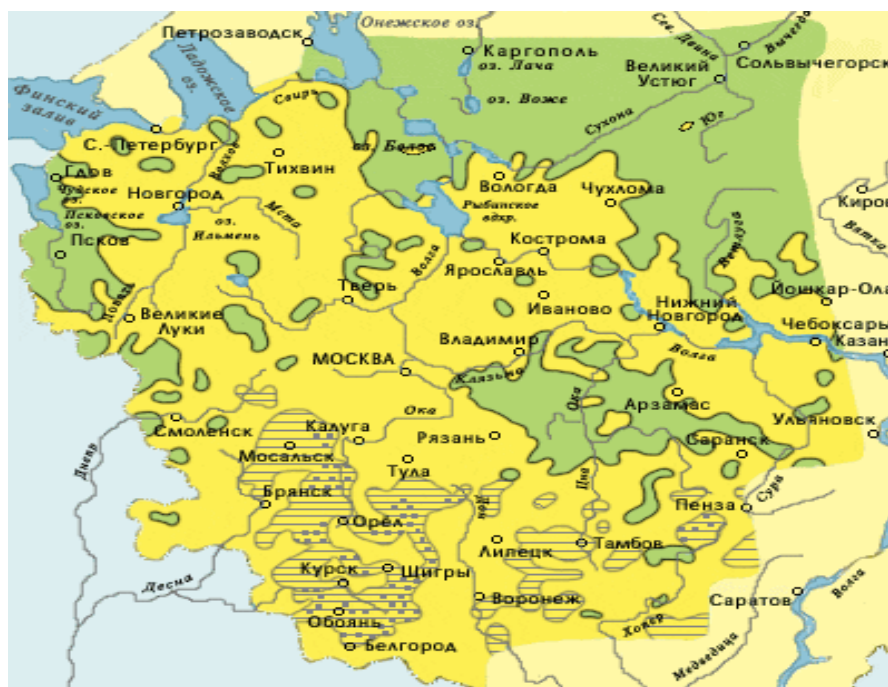 Онежское оз.
Петрозаводск
Ладожское
оз.
Каргополь
оз. Лача
Сев. Двина
Вычегда
Сольвычегорск
Великий
Устюг
Финский
залив
Свирь
оз. Воже
Сухона
Юг
С.-Петербург
Волхов
Тихвин
оз. Белое
Гдов
Чудское
оз.
Псковское
оз.
Новгород
оз.
Ильмень
Мста
Вологда
Чухлома
Рыбинское
вдхр.
Киров
Вятка
Псков
Кострома
Ветлуга
Ярославль
Волга
Тверь
Иваново
Нижний
Новгород
Йошкар-Ола
Ловать
Великие
Луки
Владимир
Чебоксары
Казан
Волга
МОСКВА
Клязьма
Ока
Арзамас
Ульяновск
Смоленск
Ока
Калуга
Рязань
Саранск
Мосальск
Тула
Днепр
Брянск
Дон
Цна
Сура
Пенза
Орёл
Липецк
Тамбов
Десна
Курск
Щигры
Воронеж
Саратов
Волга
Обоянь
Хопер
Белгород
Медведица